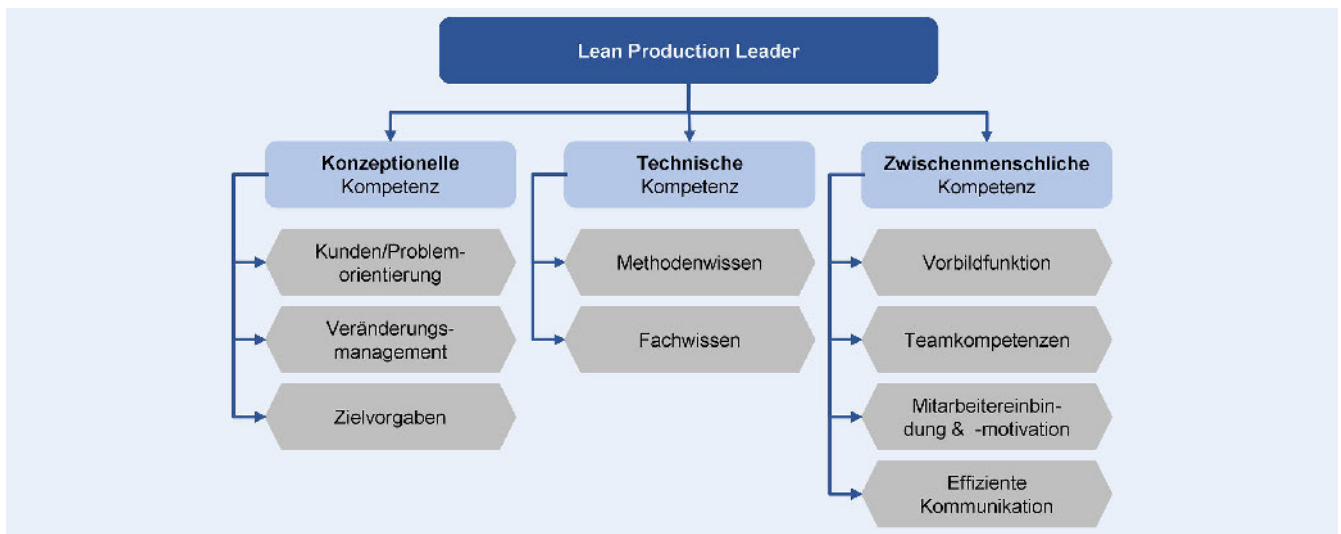 Lean Production Leader
Konzeptionelle
Kompetenz
Kunden/Problem-
orientierung
Veränderungs-
management
Zielvorgaben
Technische
Kompetenz
Methodenwissen
Fachwissen
Zwischenmenschliche
Kompetenz
Vorbildfunktion
Teamkompetenzen
Mitarbeitereinbin-
dung & -motivation
Effiziente
Kommunikation